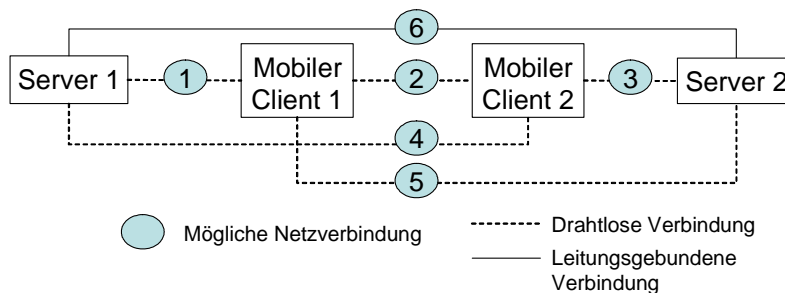 6
Server 1
1
Mobiler
Client 1
2
Mobiler
Client 2
3
Server 2
4
5
Mögliche Netzverbindung
Drahtlose Verbindung
Leitungsgebundene
Verbindung